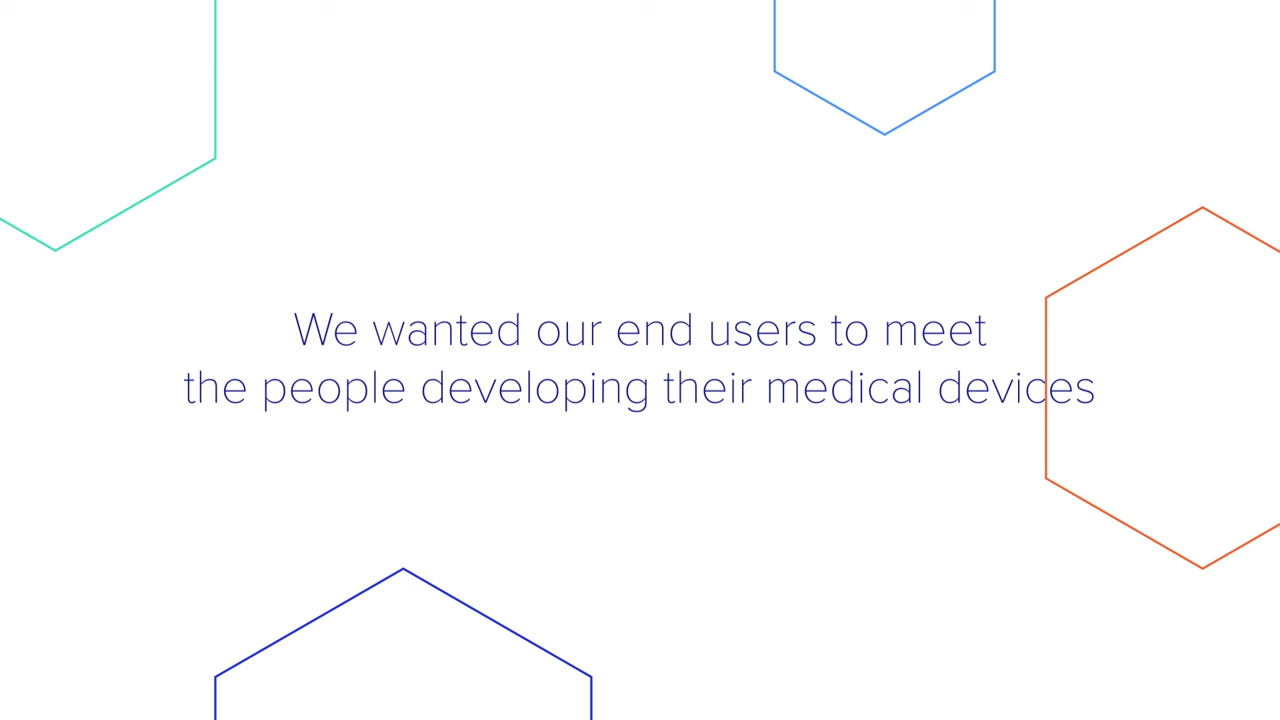 We wanted our end users to meet
the people developing their medical devices